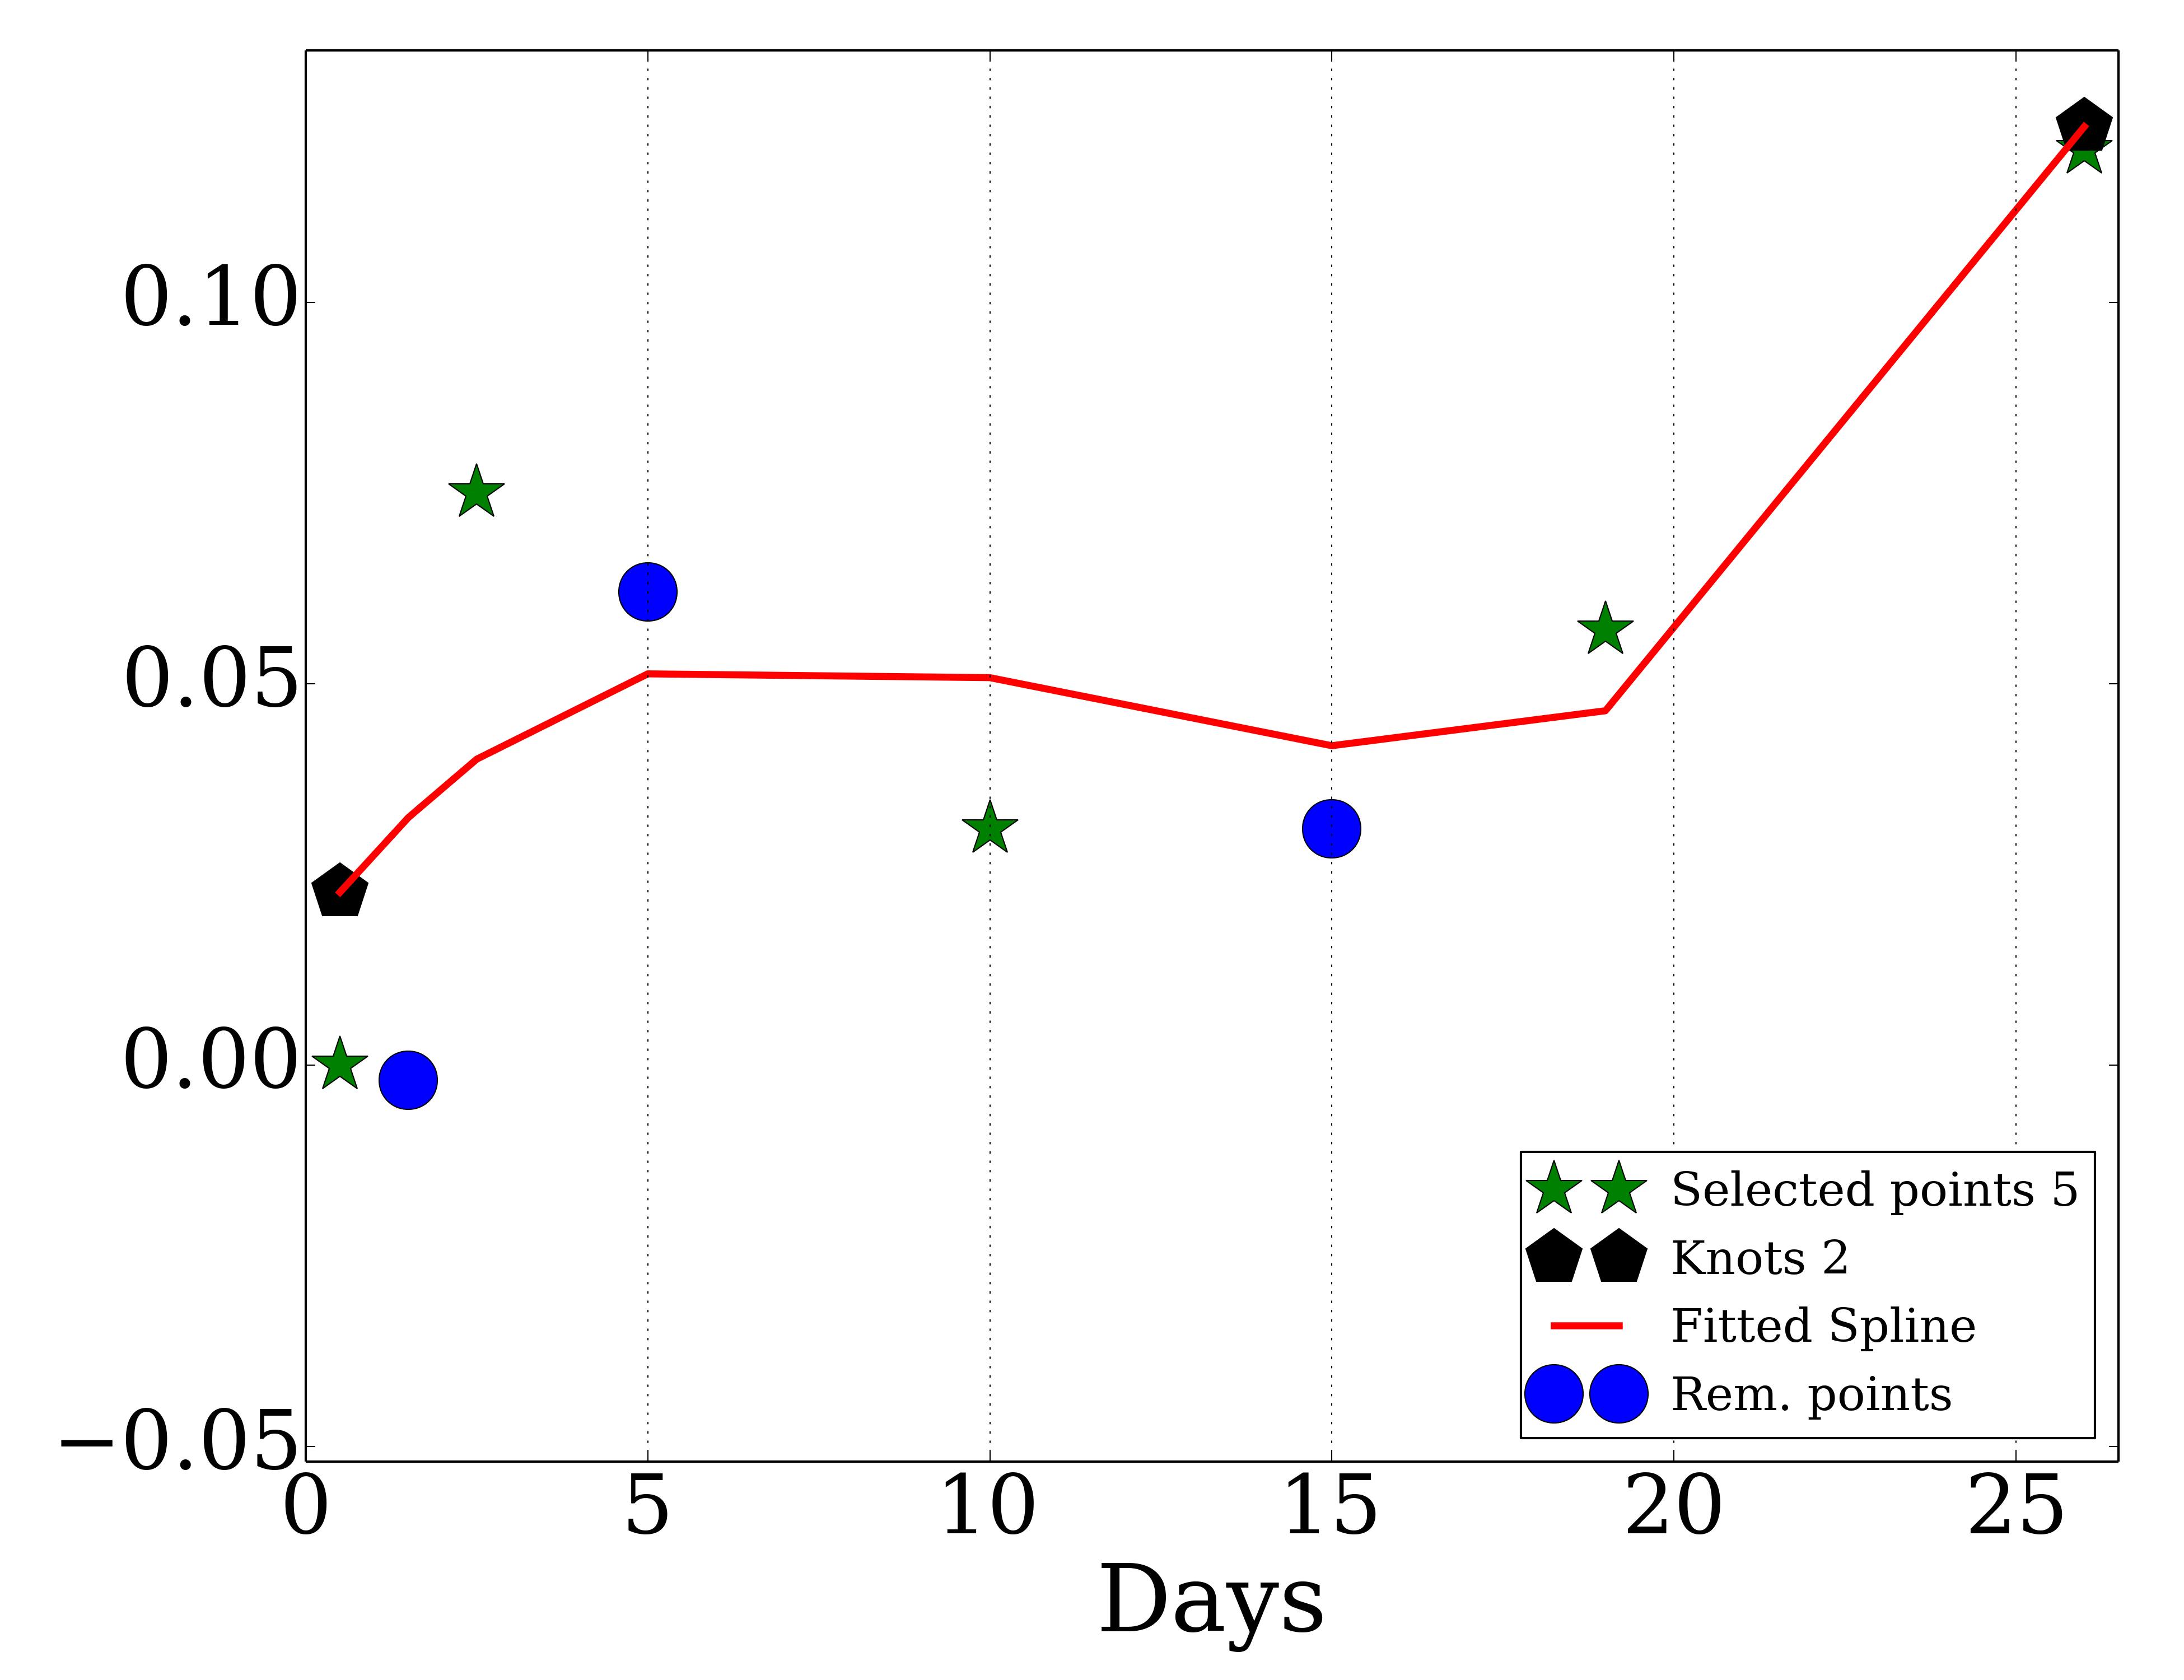 0.10
0.05
0.00
−0.05
0 5 10 15 20 25
Days
Selected points 5
Knots 2
Fitted Spline
Rem. points